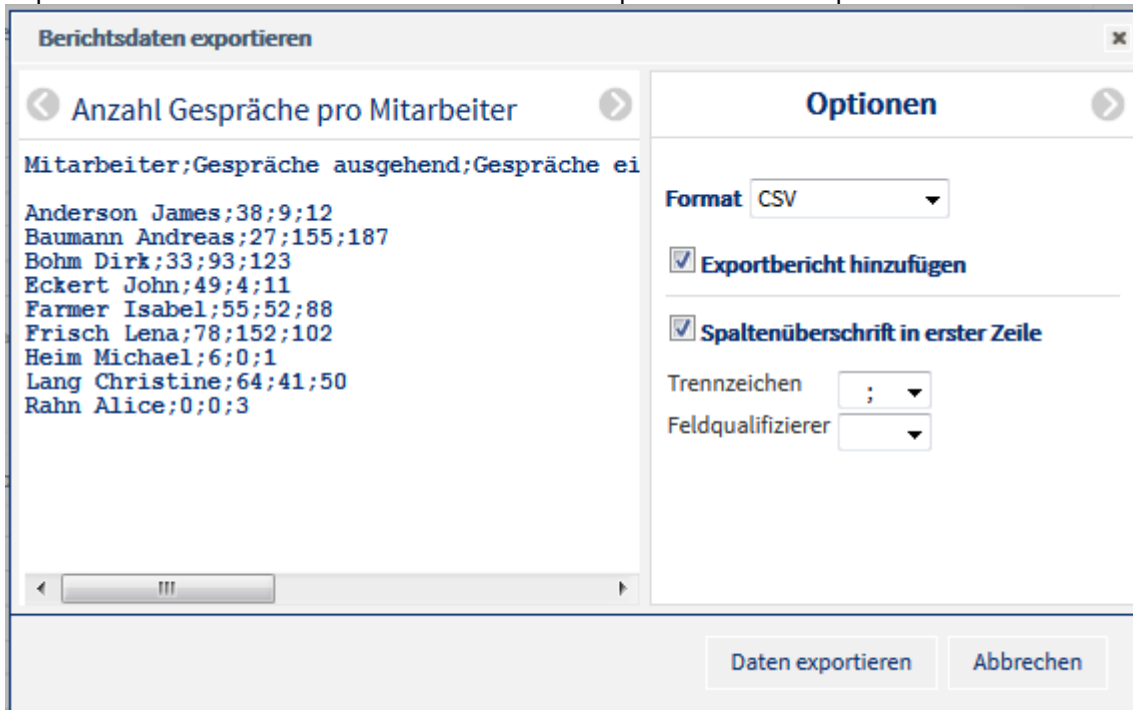 Berichtsdaten exportieren
Anzahl Gespräche pro Mitarbeiter
Mitarbeiter;Gespräche ausgehend;Gespräche ei
Anderson James;38;9;12
Baumann Andreas;27;155;187
Bohm Dirk;33;93;123
Eckert John;49;4;11
Farmer Isabel;55;52;88
Frisch Lena;78;152;102
Heim Michael;6;0;1
Lang Christine;64;41;50
Rahn Alice;0;0;3
Optionen
Format CSV
Exportbericht hinzufügen
Spaltenüberschrift in erster Zeile
Trennzeichen ;
Feldqualifizierer
Daten exportieren
Abbrechen